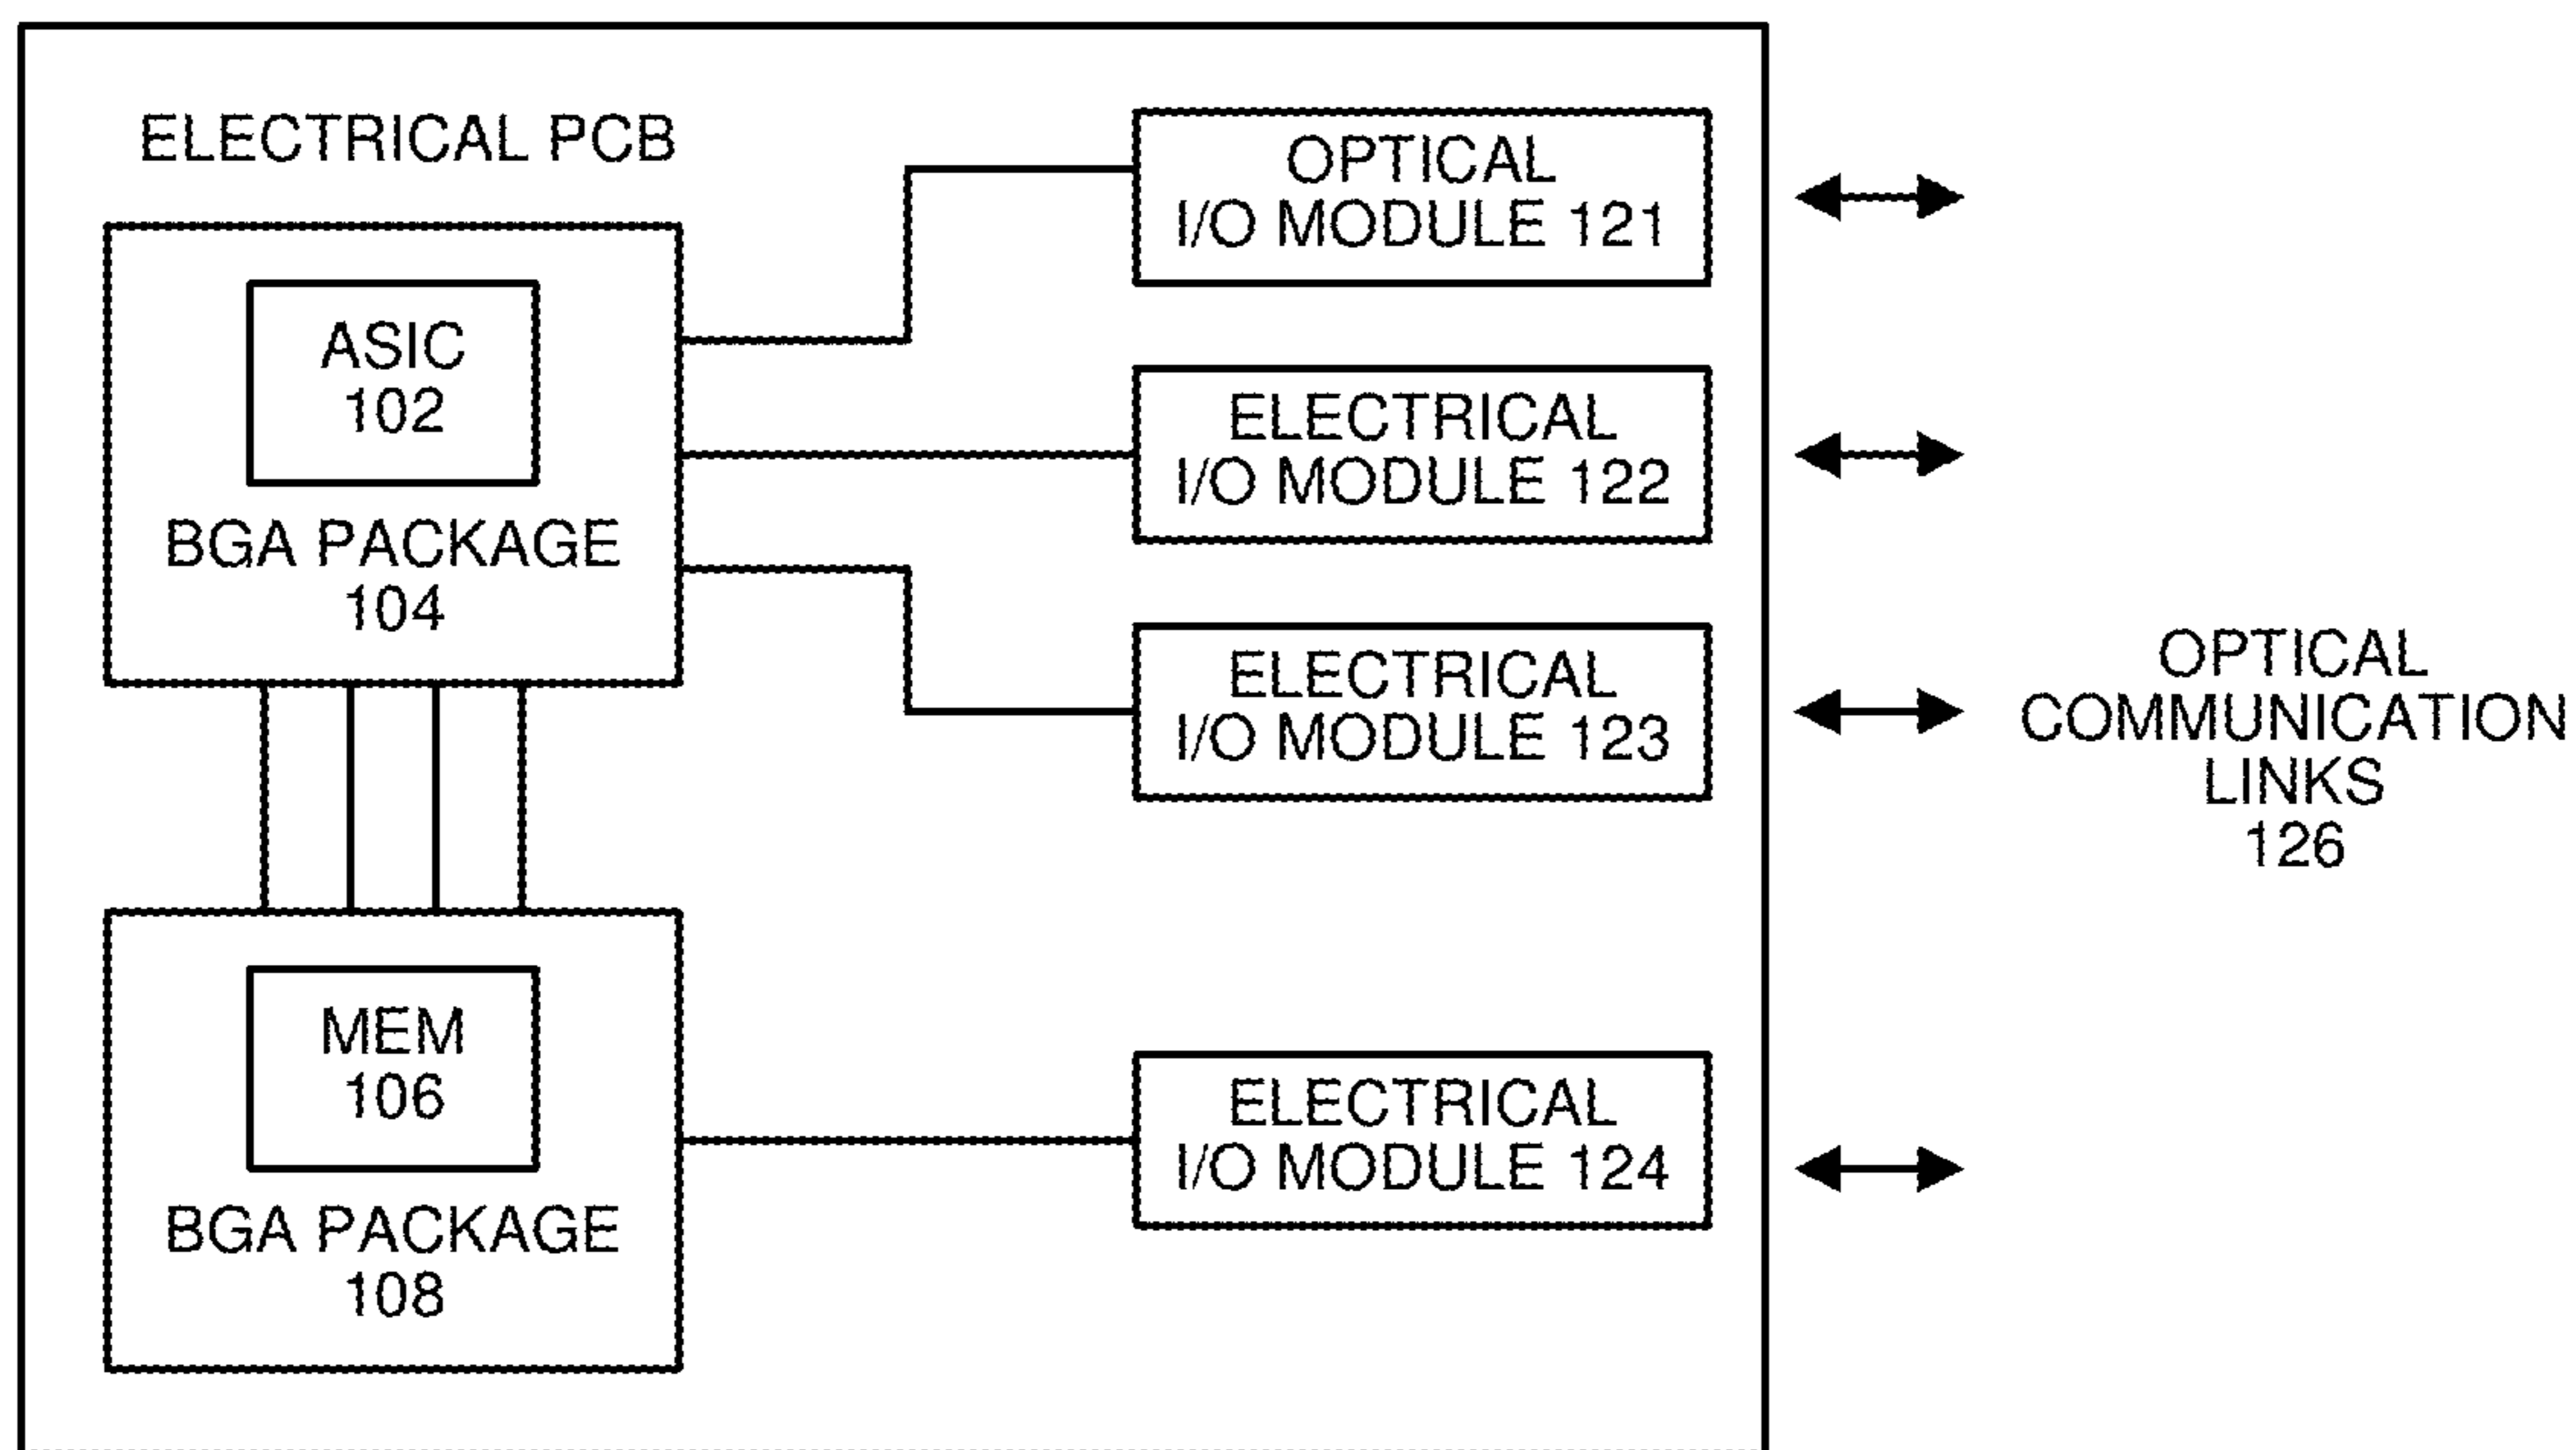 ELECTRICAL PCB
ASIC
102
BGA PACKAGE
104
MEM
106
BGA PACKAGE
108
OPTICAL
I/O MODULE 121
ELECTRICAL
I/O MODULE 122
ELECTRICAL
I/O MODULE 123
ELECTRICAL
I/O MODULE 124
OPTICAL
COMMUNICATION
LINKS
126